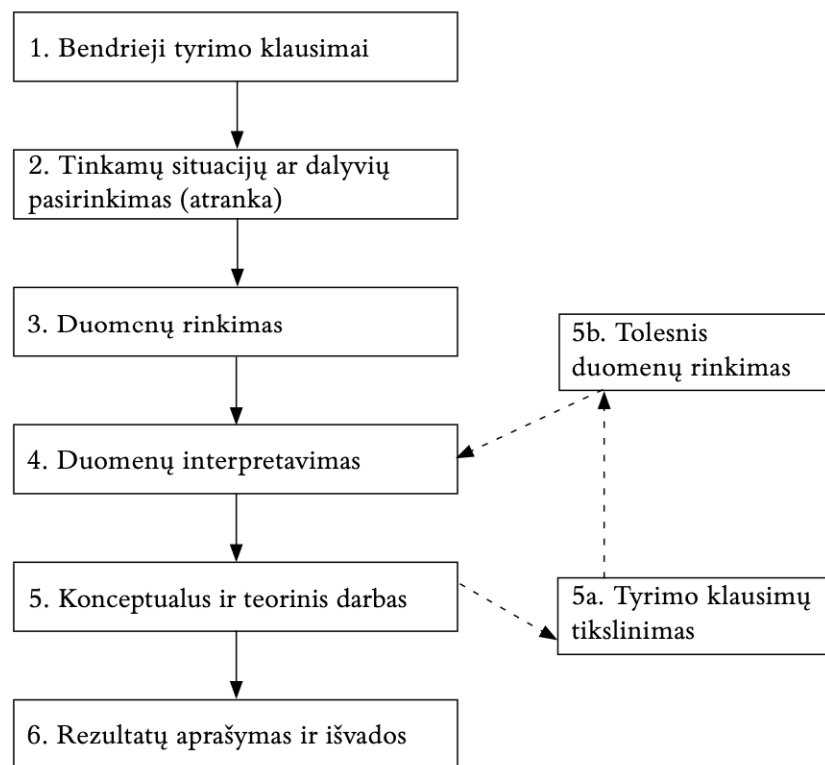 1. Bendrieji tyrimo klausimai
2. Tinkamų situacijų ar dalyvių
pasirinkimas (atranka)
3. Duomenų rinkimas
5b. Tolesnis
duomenų rinkimas
4. Duomenų interpretavimas
5. Konceptualus ir teorinis darbas
5a. Tyrimo klausimų
tikslinimas
6. Rezultatų aprašymas ir išvados